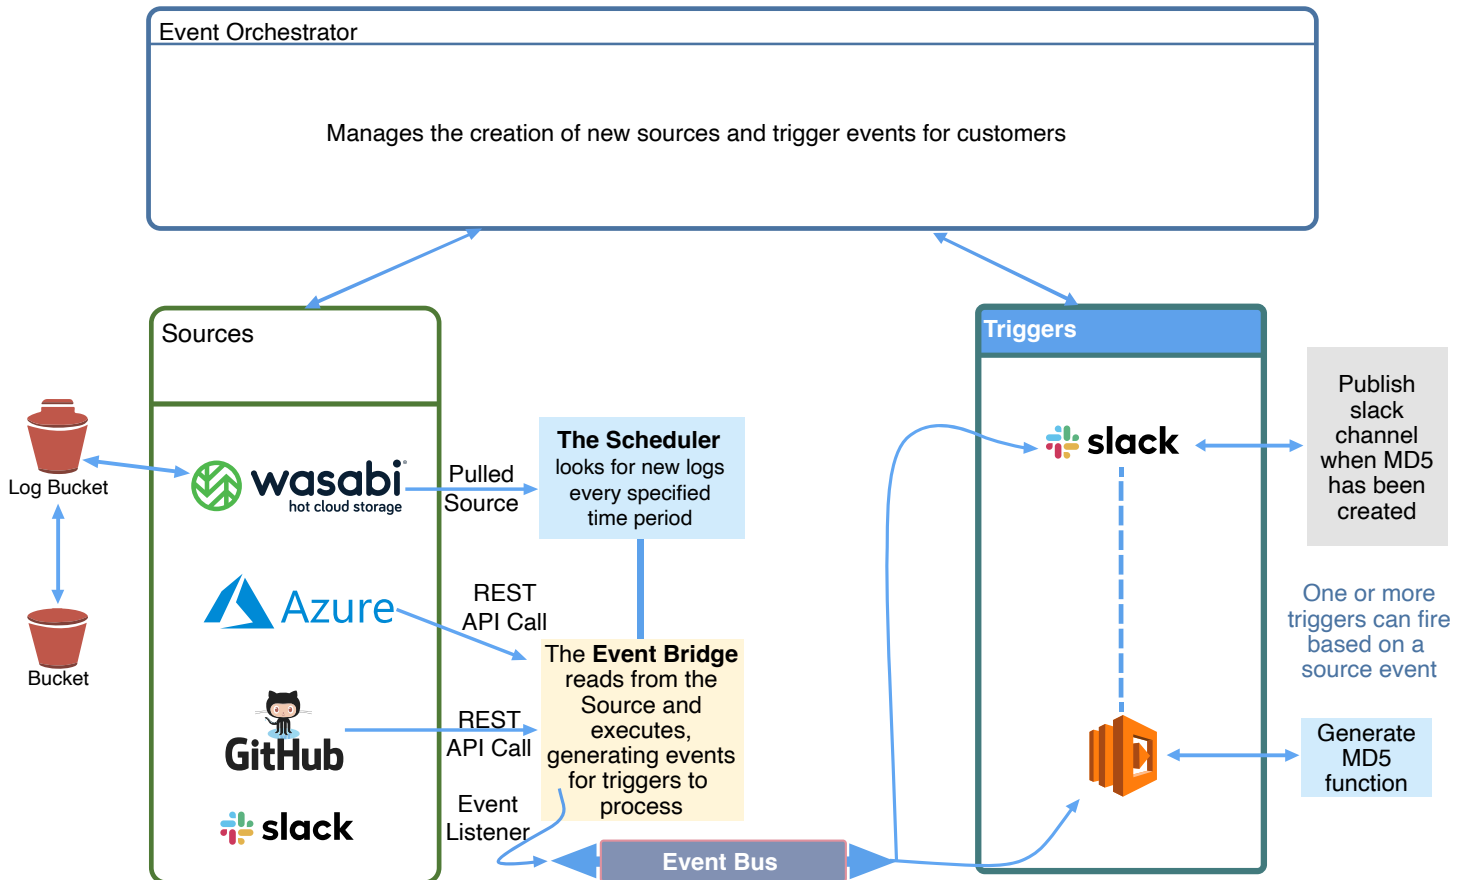 Event Orchestrator
Manages the creation of new sources and trigger events for customers
Sources
Triggers
Log Bucket
Bucket
wasabi
hot cloud storage
Pulled
Source
The Scheduler
looks for new logs
every specified
time period
Azure
REST
API Call
GitHub
REST
API Call
The Event Bridge
reads from the
Source and
executes,
generating events
for triggers to
process
slack
Event
Listener
Event Bus
slack
Publish
slack
channel
when MD5
has been
created
One or more
triggers can fire
based on a
source event
Generate
MD5
function